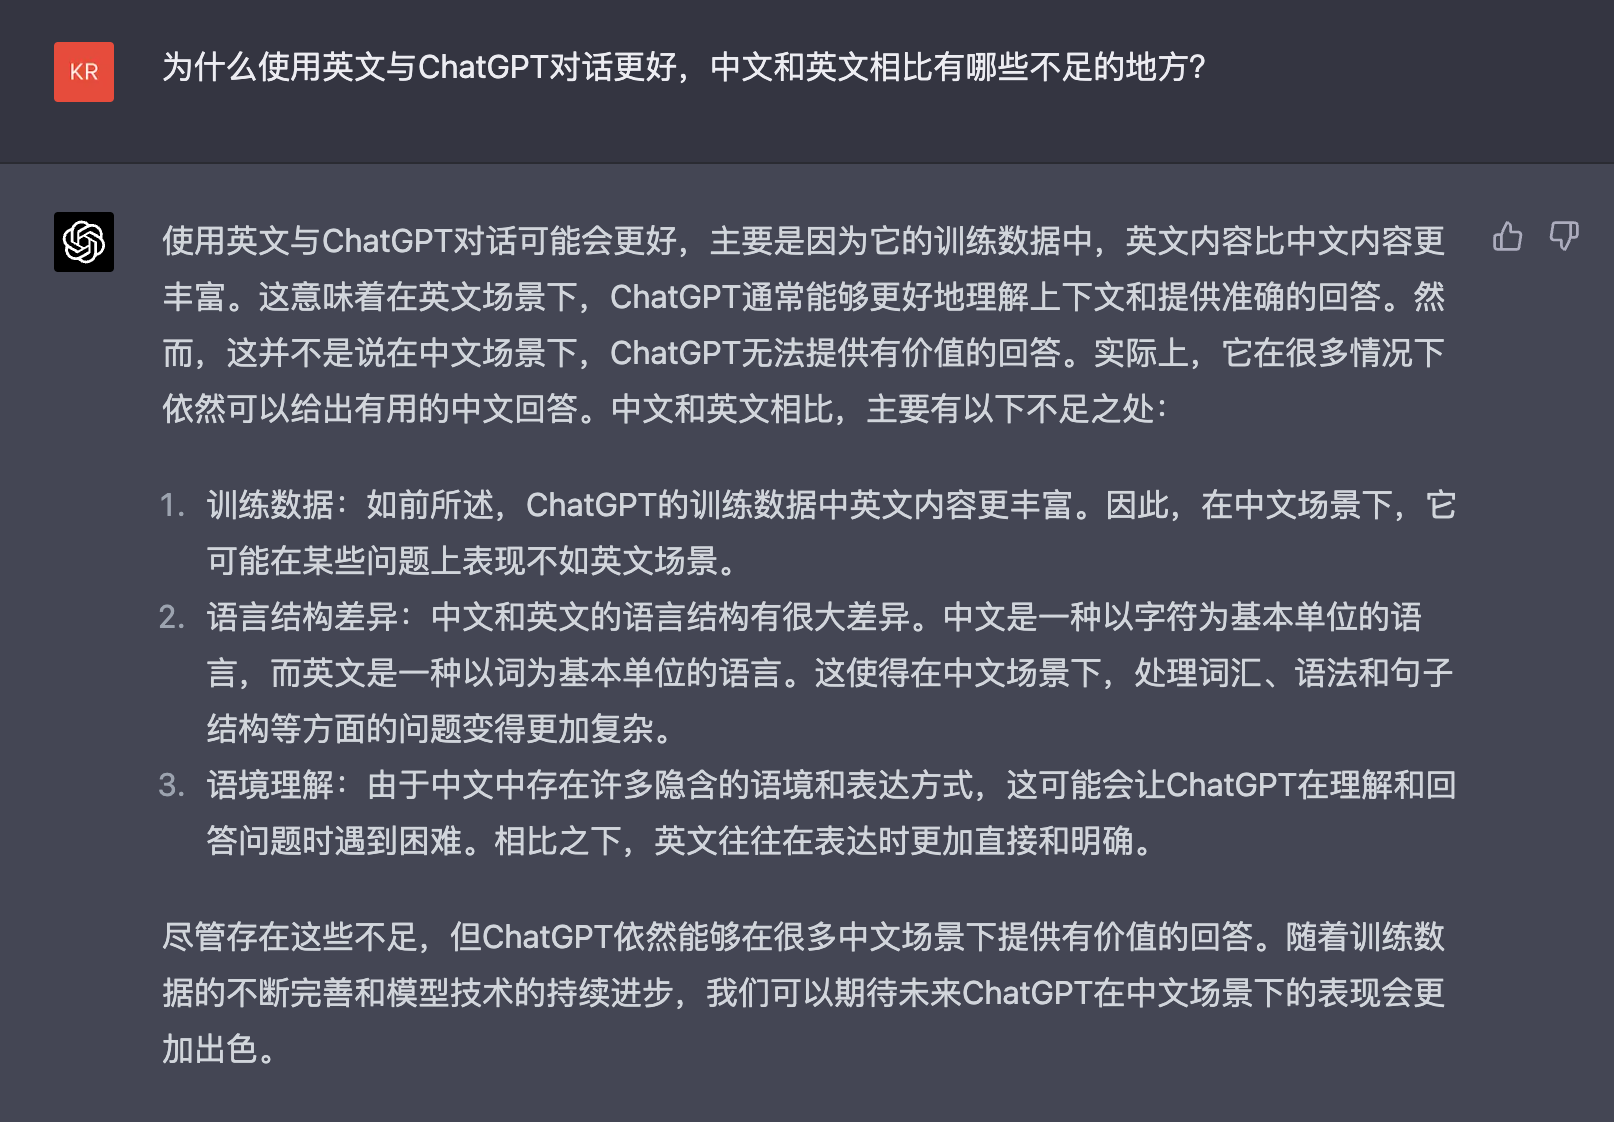 KR
为什么使用英文与ChatGPT对话更好，中文和英文相比有哪些不足的地方?
使用英文与ChatGPT对话可能会更好，主要是因为它的训练数据中，英文内容比中文内容更
丰富。这意味着在英文场景下，ChatGPT通常能够更好地理解上下文和提供准确的回答。然
而，这并不是说在中文场景下，ChatGPT无法提供有价值的回答。实际上，它在很多情况下
依然可以给出有用的中文回答。中文和英文相比，主要有以下不足之处：
1. 训练数据：如前所述，ChatGPT的训练数据中英文内容更丰富。因此，在中文场景下，它
可能在某些问题上表现不如英文场景。
2. 语言结构差异：中文和英文的语言结构有很大差异。中文是一种以字符为基本单位的语
言，而英文是一种以词为基本单位的语言。这使得在中文场景下，处理词汇、语法和句子
结构等方面的问题变得更加复杂。
3. 语境理解：由于中文中存在许多隐含的语境和表达方式，这可能会让ChatGPT在理解和回
答问题时遇到困难。相比之下，英文往往在表达时更加直接和明确。
尽管存在这些不足，但ChatGPT依然能够在很多中文场景下提供有价值的回答。随着训练数
据的不断完善和模型技术的持续进步，我们可以期待未来ChatGPT在中文场景下的表现会更
加出色。